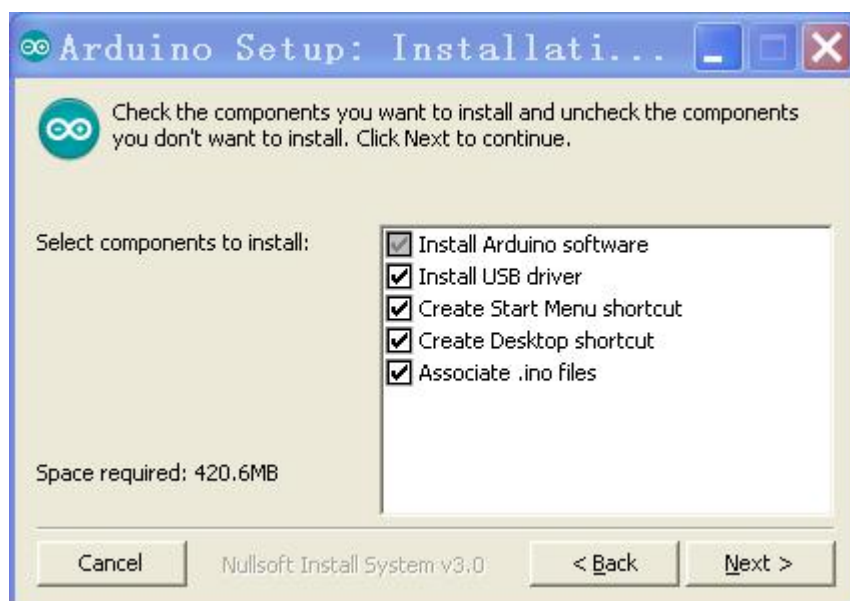 Arduino Setup: Installati...
Check the components you want to install and uncheck the components
you don't want to install. Click Next to continue.
Select components to install:
Install Arduino software
Install USB driver
Create Start Menu shortcut
Create Desktop shortcut
Associate .ino files
Space required: 420.6MB
Cancel
Nullsoft Install System v3.0
< Back
Next >